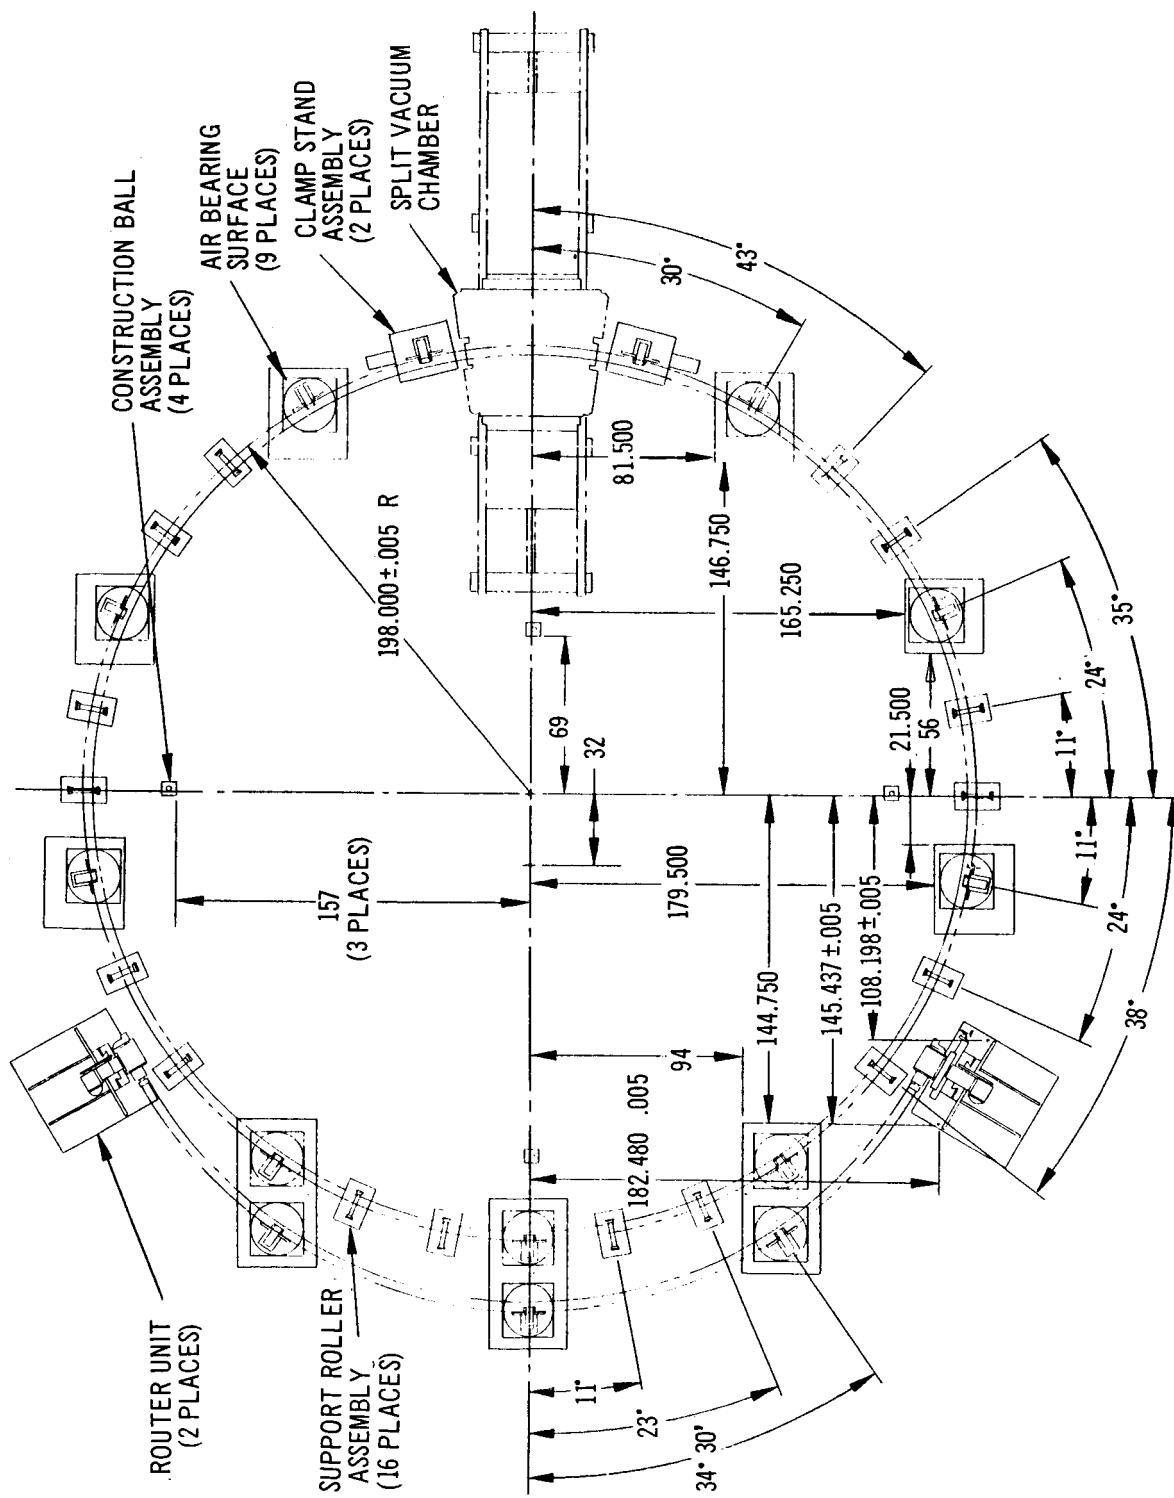 CONSTRUCTION BALL
ASSEMBLY
(4 PLACES)
AIR BEARING
SURFACE
(9 PLACES)
CLAMP STAND
ASSEMBLY
(2 PLACES)
SPLIT VACUUM
CHAMBER
198.000±.005 R
30°
43°
81.500
146.750
165.250
69
32
21.500
56
11°
24°
35°
157
(3 PLACES)
179.500
144.750
145.437±.005
108.198±.005
11°
24°
38°
94
182.480 .005
ROUTER UNIT
(2 PLACES)
SUPPORT ROLLER
ASSEMBLY
(16 PLACES)
11°
23°
34° 30'